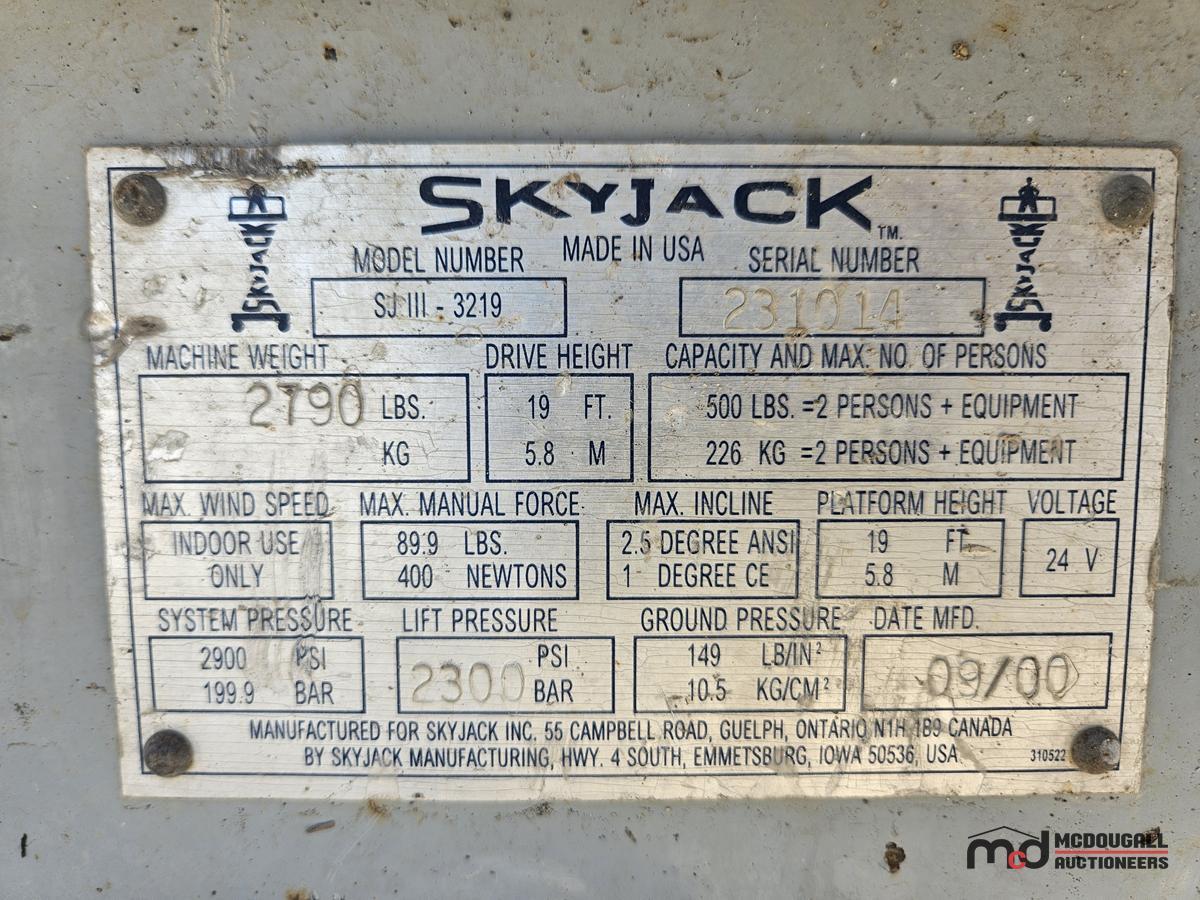 SKYJACK TM.
SKYJACK
SKYJACK
MADE IN USA
MODEL NUMBER SERIAL NUMBER
SJ III - 3219 231014
MACHINE WEIGHT DRIVE HEIGHT CAPACITY AND MAX. NO. OF PERSONS
2790 LBS. 19 FT. 500 LBS. =2 PERSONS + EQUIPMENT
KG 5.8 M 226 KG =2 PERSONS + EQUIPMENT
MAX. WIND SPEED MAX. MANUAL FORCE MAX. INCLINE PLATFORM HEIGHT VOLTAGE
INDOOR USE 89.9 LBS. 2.5 DEGREE ANSI 19 FT. 24 V
ONLY 400 NEWTONS 1 DEGREE CE 5.8 M
SYSTEM PRESSURE LIFT PRESSURE GROUND PRESSURE DATE MFD.
2900 PSI PSI 149 LB/IN² 09/00
199.9 BAR 2300 BAR 10.5 KG/CM²
MANUFACTURED FOR SKYJACK INC. 55 CAMPBELL ROAD, GUELPH, ONTARIO N1H 1B9 CANADA
BY SKYJACK MANUFACTURING, HWY. 4 SOUTH, EMMETSBURG, IOWA 50536, USA. 310522
mcd MCDOUGALL
AUCTIONEERS